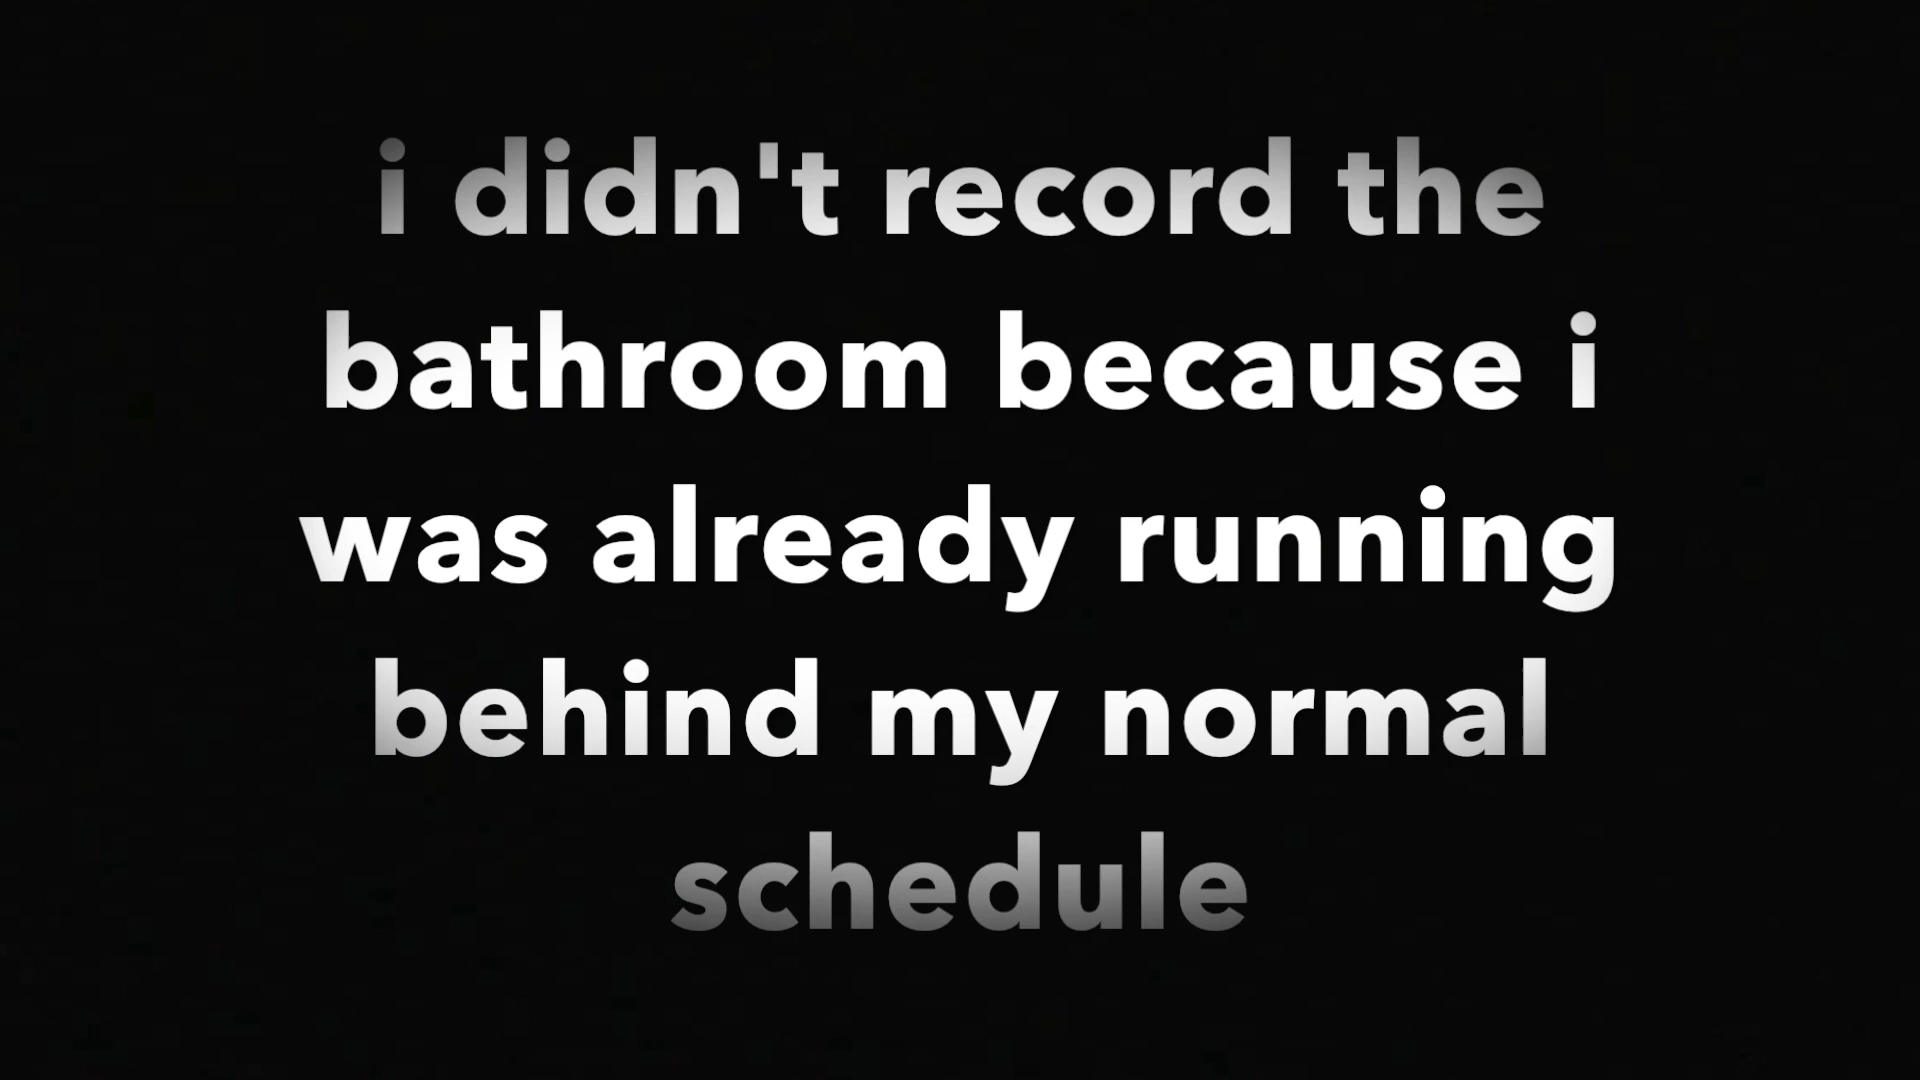 i didn't record the
bathroom because i
was already running
behind my normal
schedule